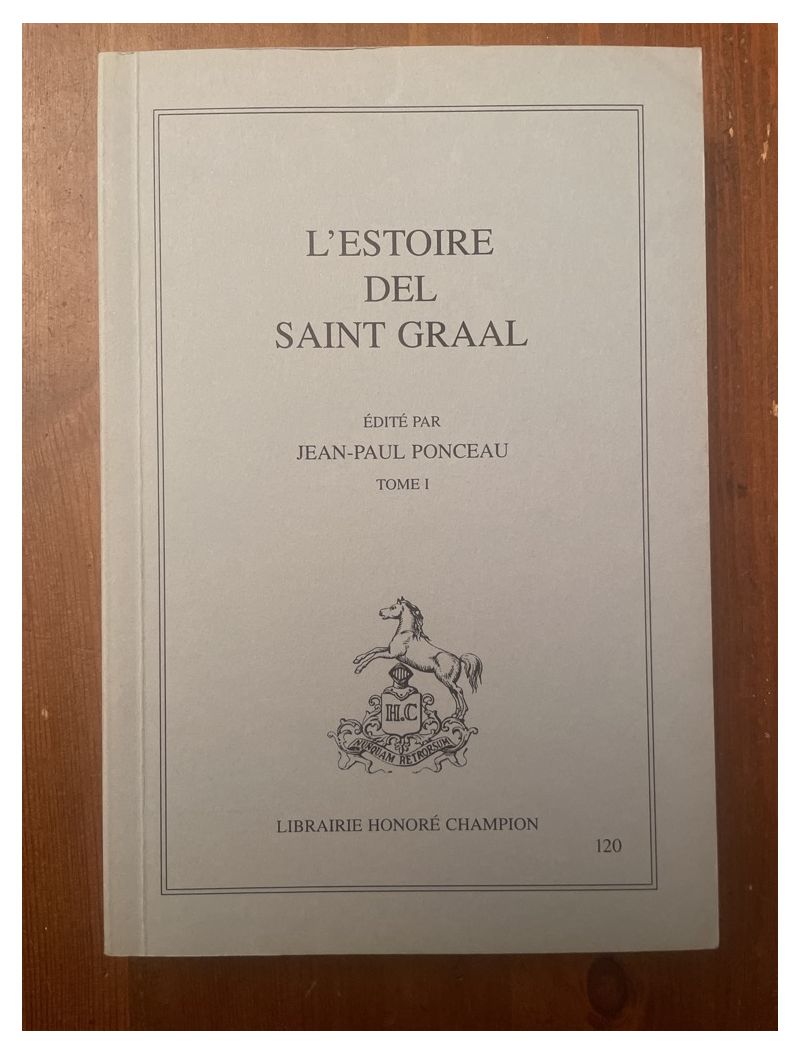 L'ESTOIRE
DEL
SAINT GRAAL
ÉDITÉ PAR
JEAN-PAUL PONCEAU
TOME I
H.C
NUNQUAM RETRORSUM
LIBRAIRIE HONORÉ CHAMPION
120